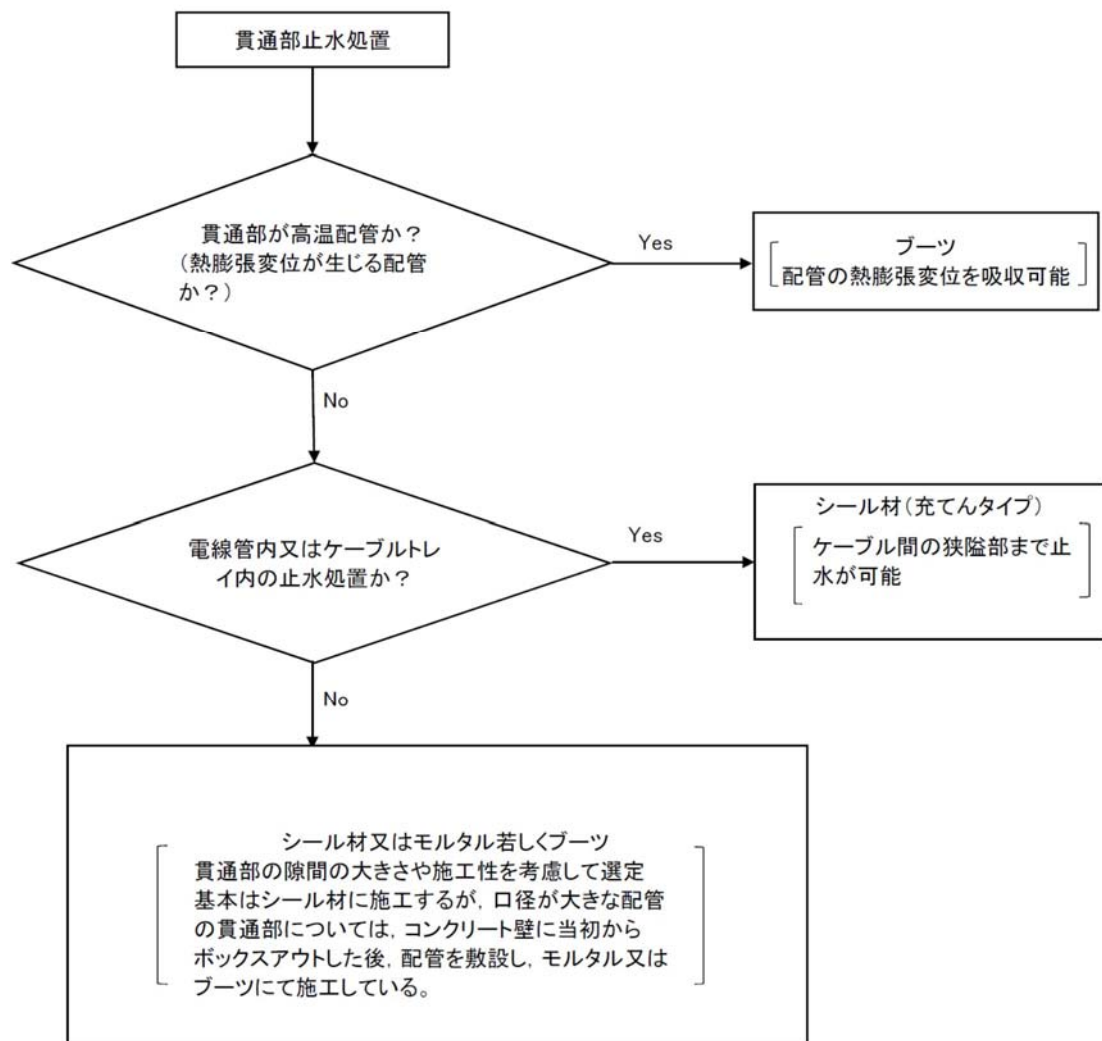 貫通部止水処置
貫通部が高温配管か?
(熱膨張変位が生じる配管
か?)
Yes
ブーツ
配管の熱膨張変位を吸収可能
No
電線管内又はケーブルトレ
イ内の止水処置か?
Yes
シール材(充てんタイプ)
ケーブル間の狭隘部まで止
水が可能
No
シール材又はモルタル若しくブーツ
貫通部の隙間の大きさや施工性を考慮して選定
基本はシール材に施工するが,口径が大きな配管
の貫通部については,コンクリート壁に当初から
ボックスアウトした後,配管を敷設し,モルタル又は
ブーツにて施工している。